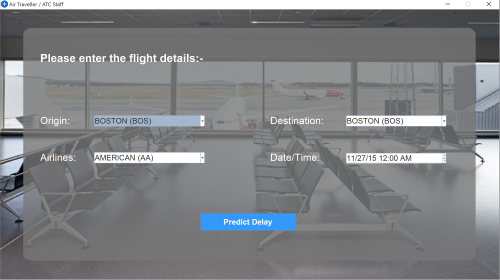 Air Traveller / ATC Staff
Please enter the flight details:-
Origin: BOSTON (BOS) Destination: BOSTON (BOS)
Airlines: AMERICAN (AA) Date/Time: 11/27/15 12:00 AM
Predict Delay